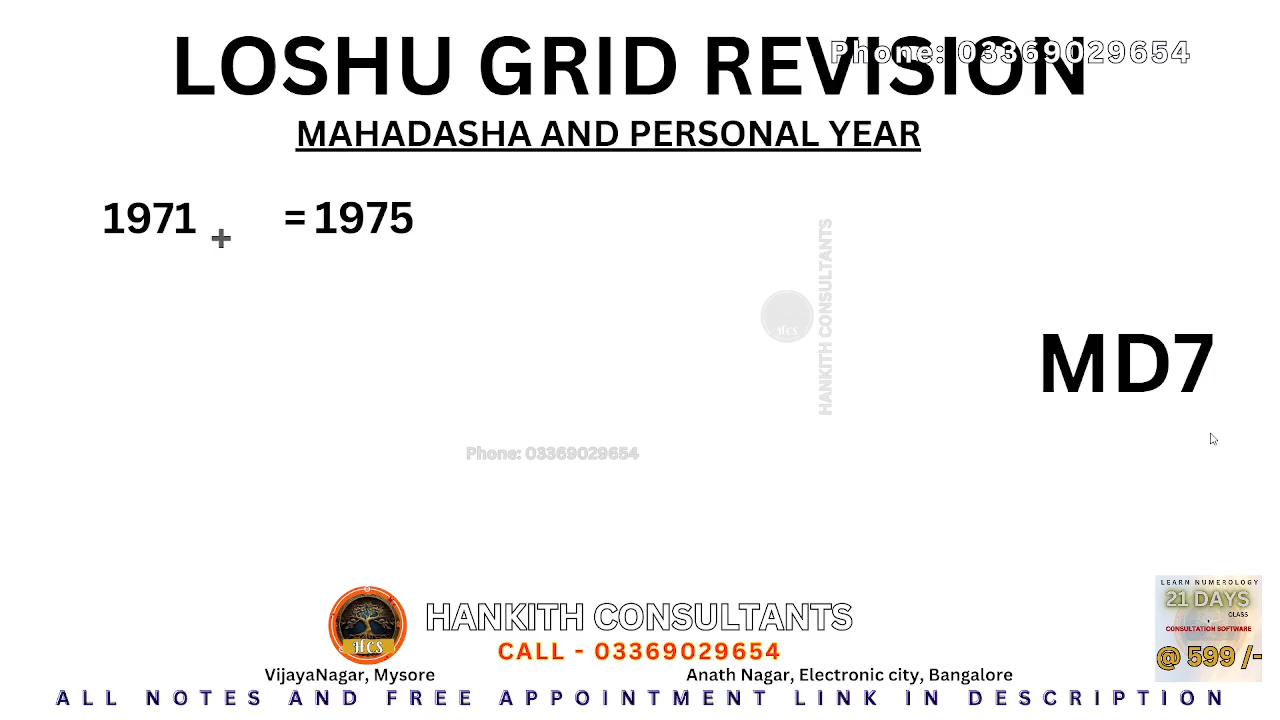 LOSHU GRID REVISION
Phone: 03369029654
MAHADASHA AND PERSONAL YEAR
1971 + = 1975
HANKITH CONSULTANTS
HCS
MD7
Phone: 03369029654
LEARN NUMEROLOGY
21 DAYS
CLASS
+
CONSULTATION SOFTWARE
@ 599 /-
HCS
HANKITH CONSULTANTS
CALL - 03369029654
VijayaNagar, Mysore
Anath Nagar, Electronic city, Bangalore
ALL NOTES AND FREE APPOINTMENT LINK IN DESCRIPTION